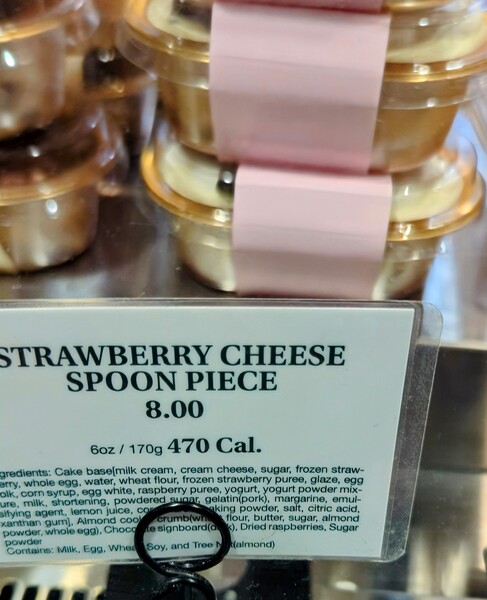 STRAWBERRY CHEESE
SPOON PIECE
8.00
6oz / 170g 470 Cal.
gredients: Cake base[milk cream, cream cheese, sugar, frozen straw-
erry, whole egg, water, wheat flour, frozen strawberry puree, glaze, egg
olk, corn syrup, egg white, raspberry puree, yogurt, yogurt powder mix-
ure, milk, shortening, powdered sugar, gelatin(pork), margarine, emul-
sifying agent, lemon juice, baking powder, salt, citric acid,
xanthan gum], Almond crumb( flour, butter, sugar, almond
powder, whole egg), signboard( ), Dried raspberries, Sugar
powder
Contains: Milk, Egg, Soy, and Tree (almond)